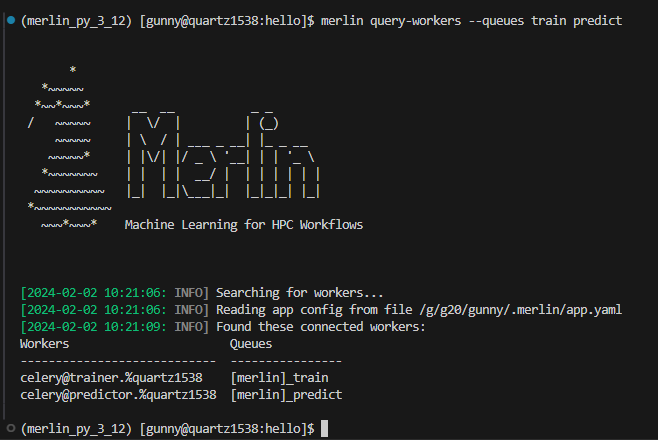 (merlin_py_3_12) [gunny@quartz1538:hello]$ merlin query-workers --queues train predict
Merlin
Machine Learning for HPC Workflows
[2024-02-02 10:21:06: INFO] Searching for workers...
[2024-02-02 10:21:06: INFO] Reading app config from file /g/g20/gunny/.merlin/app.yaml
[2024-02-02 10:21:09: INFO] Found these connected workers:
Workers Queues
---------------------------- ----------------
celery@trainer.%quartz1538 [merlin]_train
celery@predictor.%quartz1538 [merlin]_predict
(merlin_py_3_12) [gunny@quartz1538:hello]$